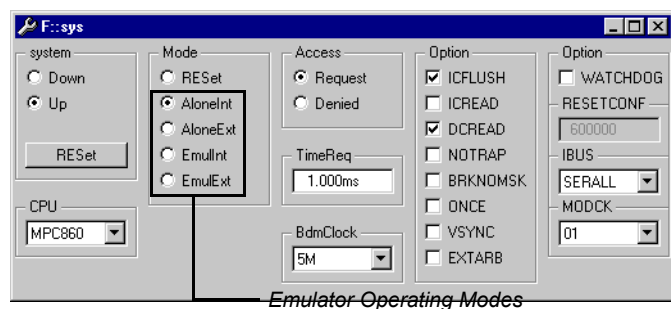 F::sys
system
Down
Up
RESet
CPU
MPC860
Mode
RESet
AloneInt
AloneExt
EmulInt
EmulExt
Access
Request
Denied
TimeReq
1.000ms
BdmClock
5M
Option
ICFLUSH
ICREAD
DCREAD
NOTRAP
BRKNOMSK
ONCE
VSYNC
EXTARB
Option
WATCHDOG
RESETCONF
600000
IBUS
SERALL
MODCK
01
Emulator Operating Modes